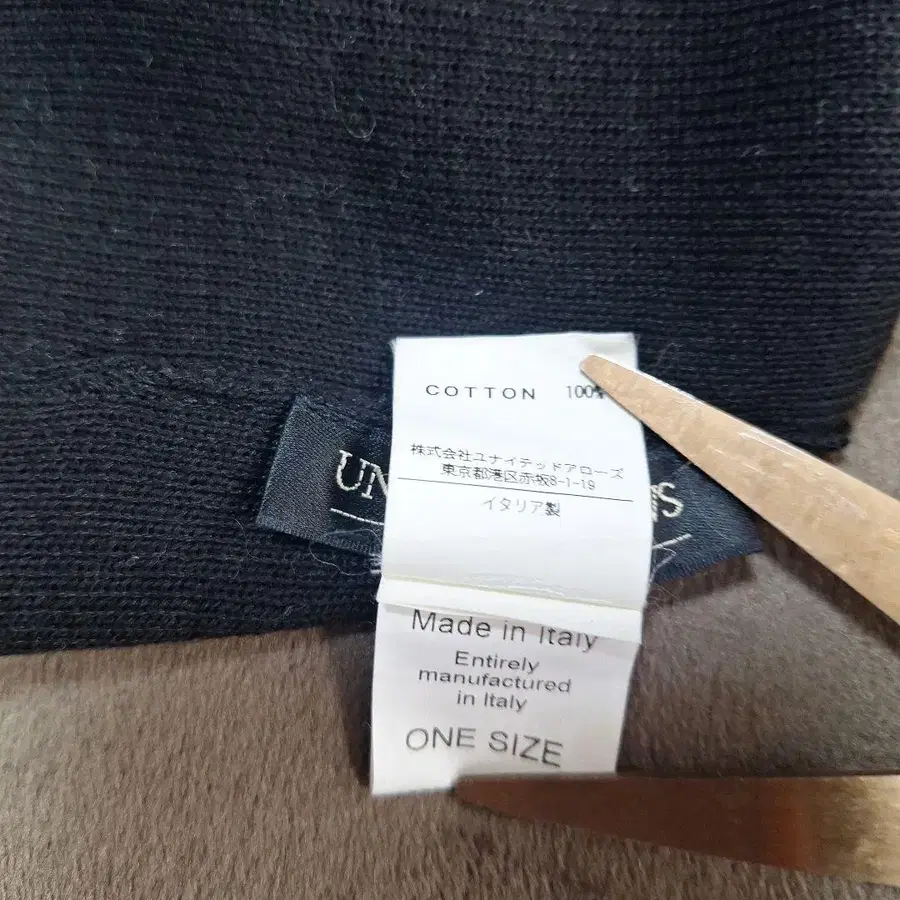 COTTON 100%
株式会社ユナイテッドアローズ
東京都港区赤坂8-1-19
イタリア製
Made in Italy
Entirely
manufactured
in Italy
ONE SIZE